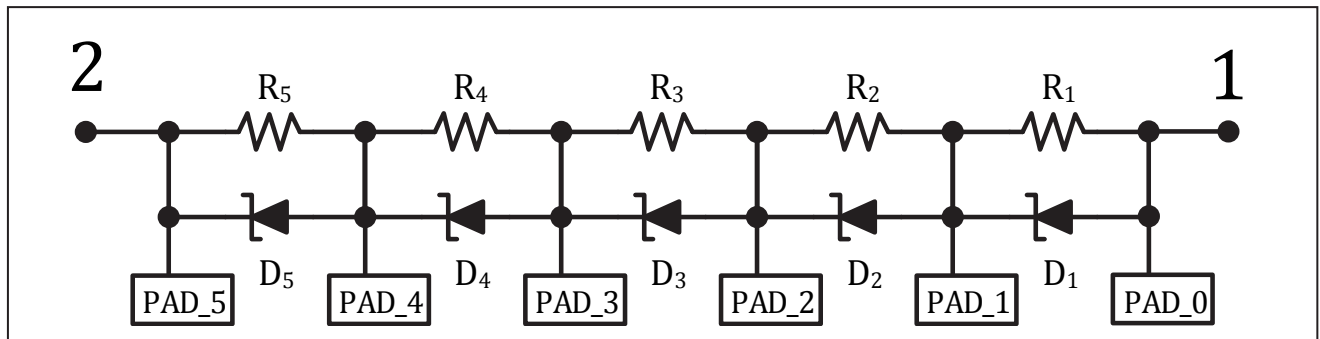 2
1
R5 R4 R3 R2 R1
D5 D4 D3 D2 D1
PAD_5 PAD_4 PAD_3 PAD_2 PAD_1 PAD_0